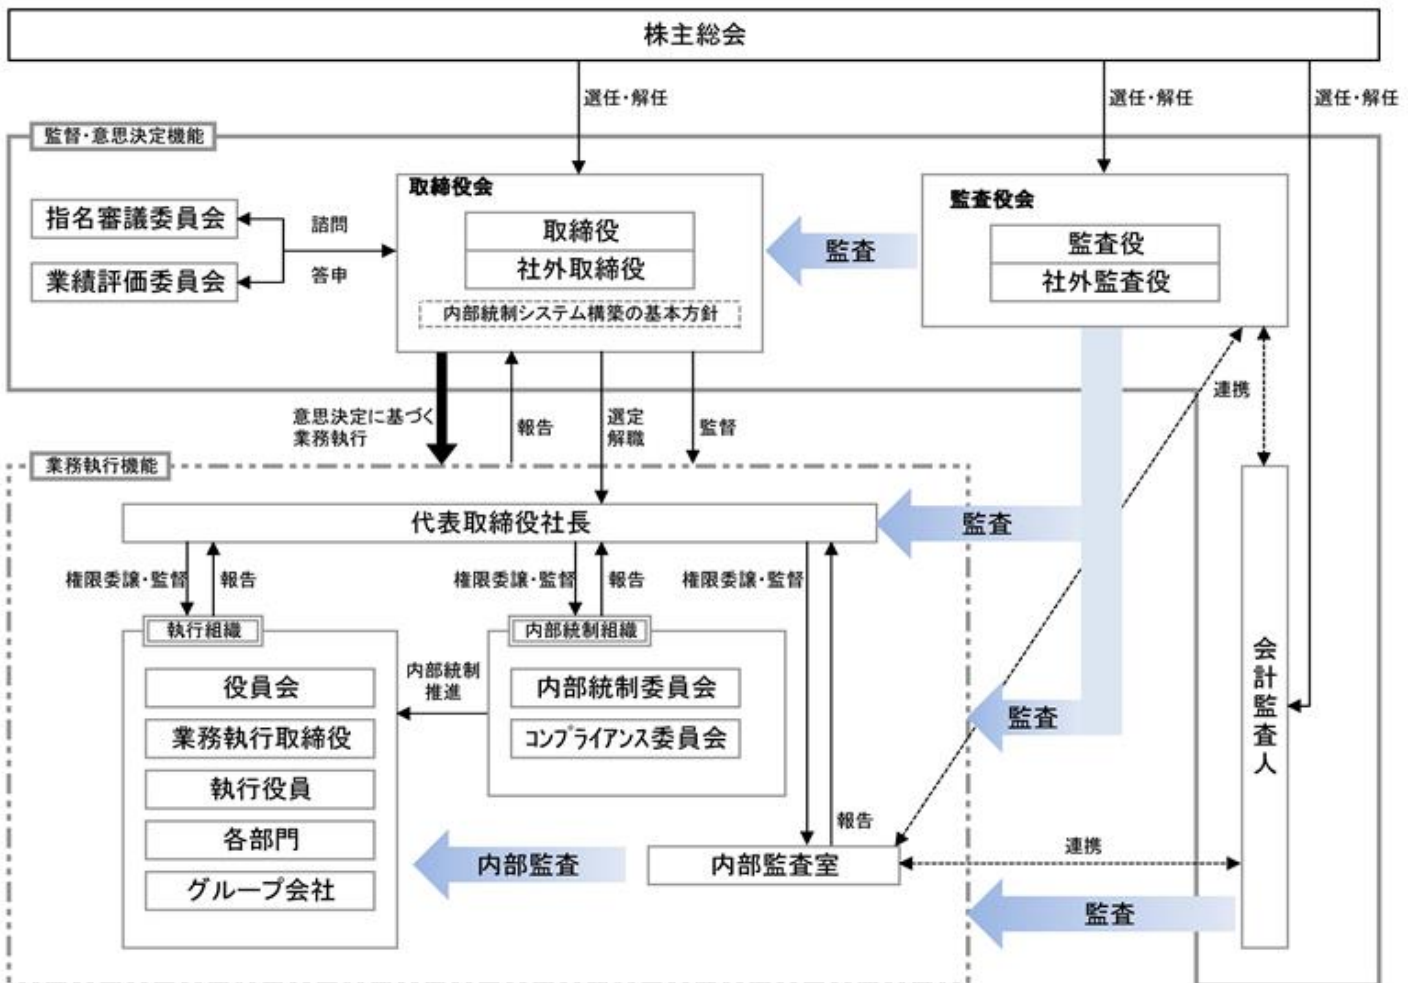 株主総会
選任・解任
選任・解任
選任・解任
監督・意思決定機能
取締役会
取締役
社外取締役
内部統制システム構築の基本方針
監査
監査役会
監査役
社外監査役
指名審議委員会
業績評価委員会
諮問
答申
意思決定に基づく
業務執行
報告
選定
解職
監督
連携
業務執行機能
代表取締役社長
監査
権限委譲・監督
報告
権限委譲・監督
報告
権限委譲・監督
執行組織
役員会
業務執行取締役
執行役員
各部門
グループ会社
内部統制
推進
内部統制組織
内部統制委員会
コンプライアンス委員会
監査
会計監査人
報告
内部監査
内部監査室
連携
監査